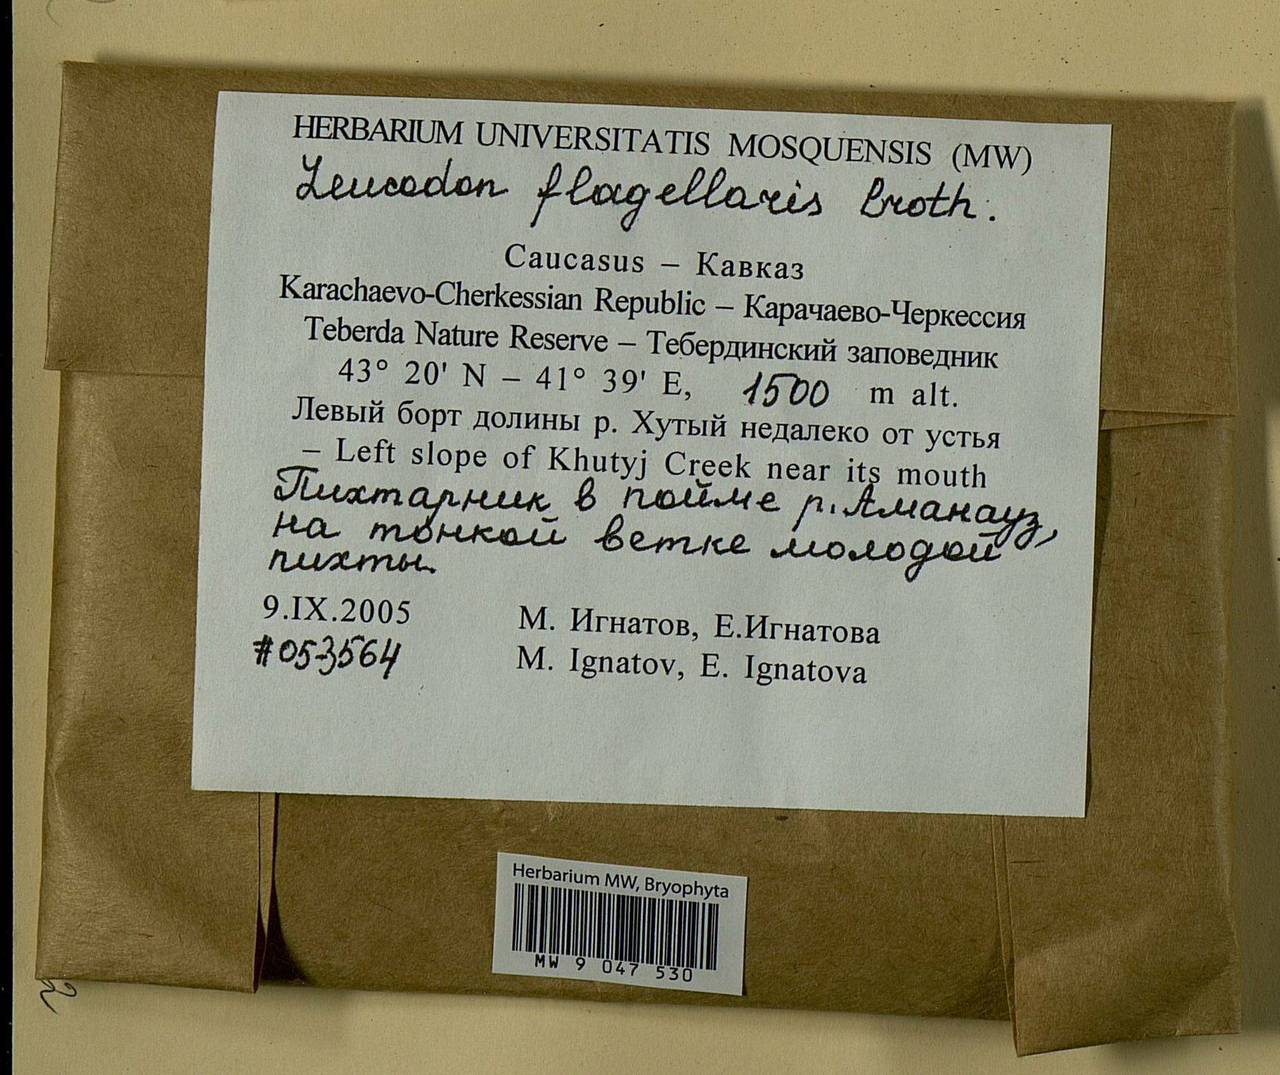 HERBARIUM UNIVERSITATIS MOSQUENSIS (MW)
Leucodon flagellaris Broth.
Caucasus – Кавказ
Karachaevo-Cherkessian Republic – Карачаево-Черкессия
Teberda Nature Reserve – Тебердинский заповедник
43° 20' N – 41° 39' E, 1500 m alt.
Левый борт долины р. Хутый недалеко от устья
– Left slope of Khutyj Creek near its mouth
Пихтарник в пойме р. Аманауз,
на тонкой ветке молодой
пихты.
9.IX.2005 М. Игнатов, Е.Игнатова
#053564 M. Ignatov, E. Ignatova
Herbarium MW, Bryophyta
MW 9 047 530
2